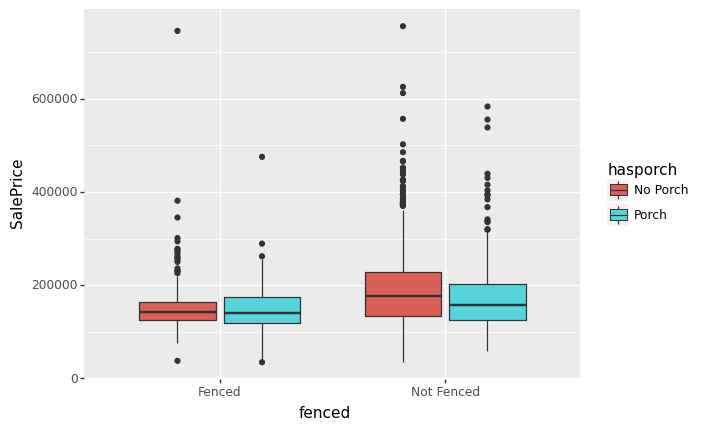 600000
400000
200000
0
SalePrice
Fenced
Not Fenced
fenced
hasporch
No Porch
Porch